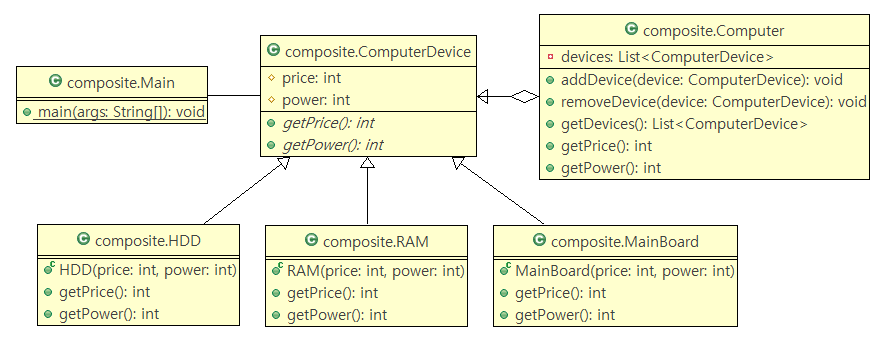 composite.Main
main(args: String[]): void
composite.ComputerDevice
price: int
power: int
getPrice(): int
getPower(): int
composite.Computer
devices: List<ComputerDevice>
addDevice(device: ComputerDevice): void
removeDevice(device: ComputerDevice): void
getDevices(): List<ComputerDevice>
getPrice(): int
getPower(): int
composite.HDD
HDD(price: int, power: int)
getPrice(): int
getPower(): int
composite.RAM
RAM(price: int, power: int)
getPrice(): int
getPower(): int
composite.MainBoard
MainBoard(price: int, power: int)
getPrice(): int
getPower(): int